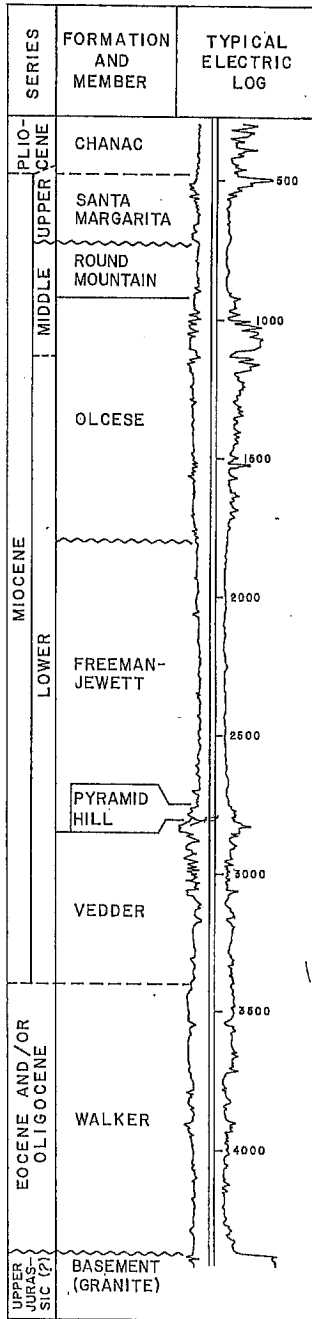 SERIES
FORMATION
AND
MEMBER
TYPICAL
ELECTRIC
LOG
PLIO-
CENE
CHANAC
500
UPPER
SANTA
MARGARITA
MIDDLE
ROUND
MOUNTAIN
1000
OLCESE
1500
MIOCENE
LOWER
2000
FREEMAN-
JEWETT
2500
PYRAMID
HILL
3000
VEDDER
3500
EOCENE AND/OR
OLIGOCENE
WALKER
4000
UPPER
JURAS-
SIC (?)
BASEMENT
(GRANITE)